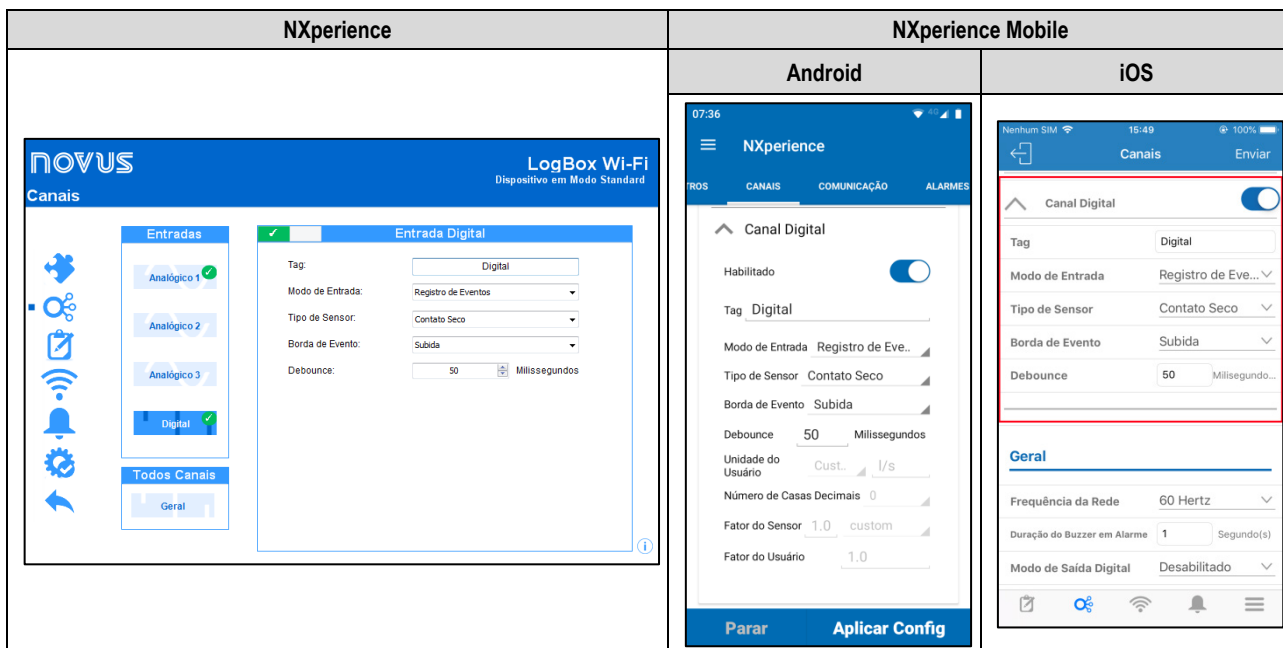 NXperience
NXperience Mobile
Android
iOS
NOVUS
LogBox Wi-Fi
Dispositivo em Modo Standard
Canais
Entradas
Analógico 1
Analógico 2
Analógico 3
Digital
Todos Canais
Geral
Entrada Digital
Tag: Digital
Modo de Entrada: Registro de Eventos
Tipo de Sensor: Contato Seco
Borda de Evento: Subida
Debounce: 50 Milissegundos
07:36 4G
NXperience
TROS CANAIS COMUNICAÇÃO ALARMES
Canal Digital
Habilitado
Tag Digital
Modo de Entrada Registro de Eve..
Tipo de Sensor Contato Seco
Borda de Evento Subida
Debounce 50 Milissegundos
Unidade do
Usuário Cust.. l/s
Número de Casas Decimais 0
Fator do Sensor 1.0 custom
Fator do Usuário 1.0
Parar Aplicar Config
Nenhum SIM 15:49 100%
Canais Enviar
Canal Digital
Tag Digital
Modo de Entrada Registro de Eve...
Tipo de Sensor Contato Seco
Borda de Evento Subida
Debounce 50 Milisegundo...
Geral
Frequência da Rede 60 Hertz
Duração do Buzzer em Alarme 1 Segundo(s)
Modo de Saída Digital Desabilitado